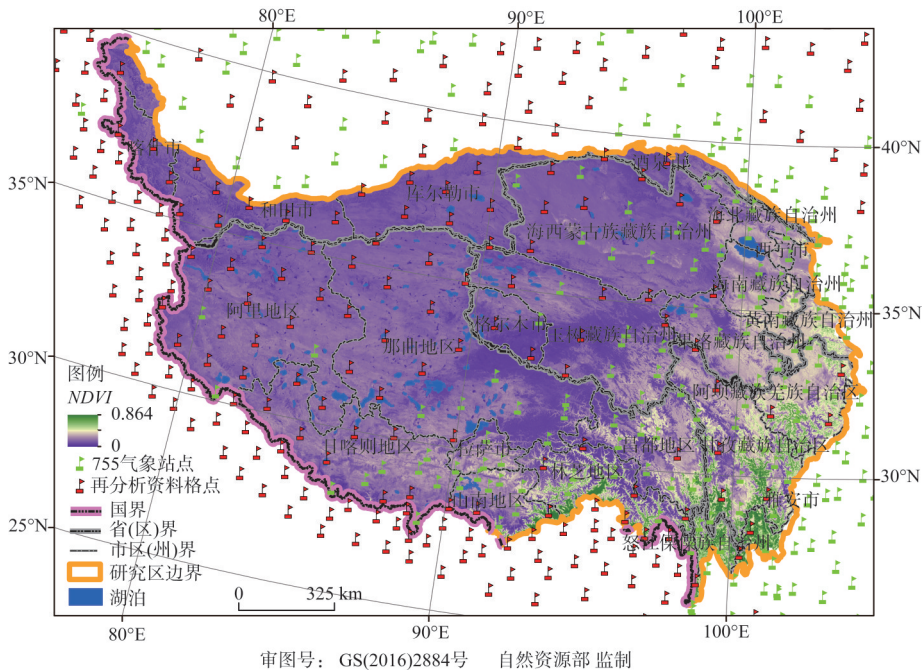 80°E
90°E
100°E
40°N
喀什市
35°N
和田市
库尔勒市
酒泉市
海北藏族自治州
海西蒙古族藏族自治州
西宁市
海南藏族自治州
阿里地区
格尔木市
玉树藏族自治州
黄南藏族自治州
果洛藏族自治州
35°N
那曲地区
30°N
阿坝藏族羌族自治区
图例
NDVI
0.864
0
日喀则地区
拉萨市
昌都地区
甘孜藏族自治区
林芝地区
30°N
755气象站点
再分析资料格点
山南地区
雅安市
国界
25°N
省(区)界
市区(州)界
怒江傈僳族自治州
研究区边界
湖泊
0
325 km
25°N
80°E
90°E
100°E
审图号： GS(2016)2884号 自然资源部 监制